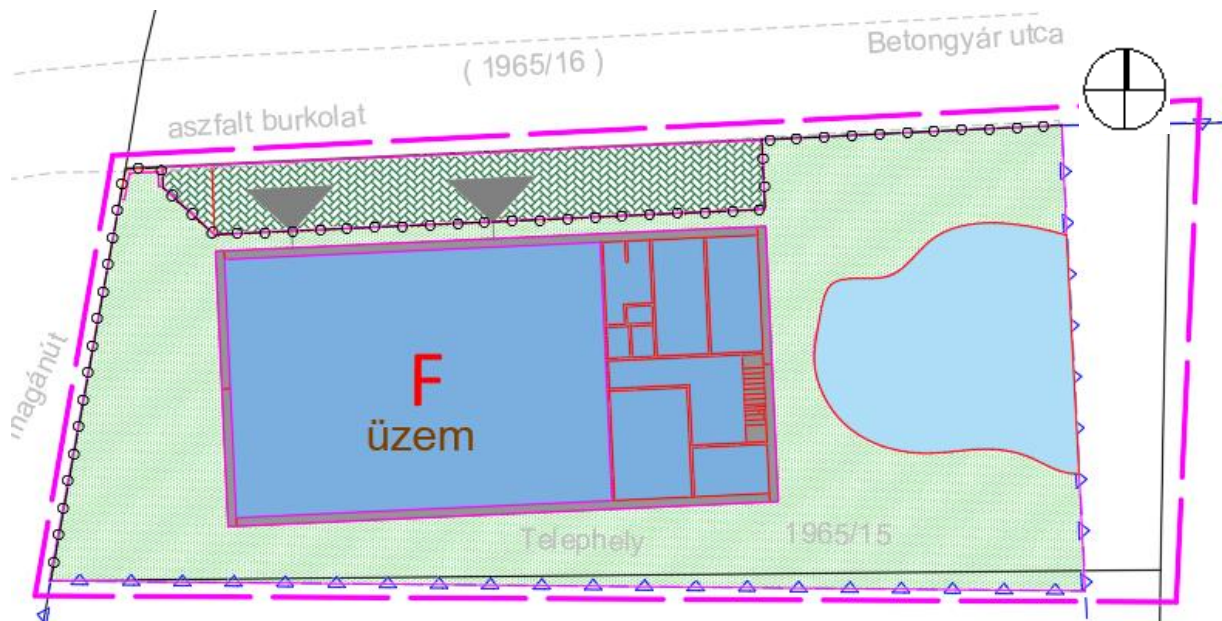 Betongyár utca
( 1965/16 )
aszfalt burkolat
magánút
F
üzem
Telephely
1965/15